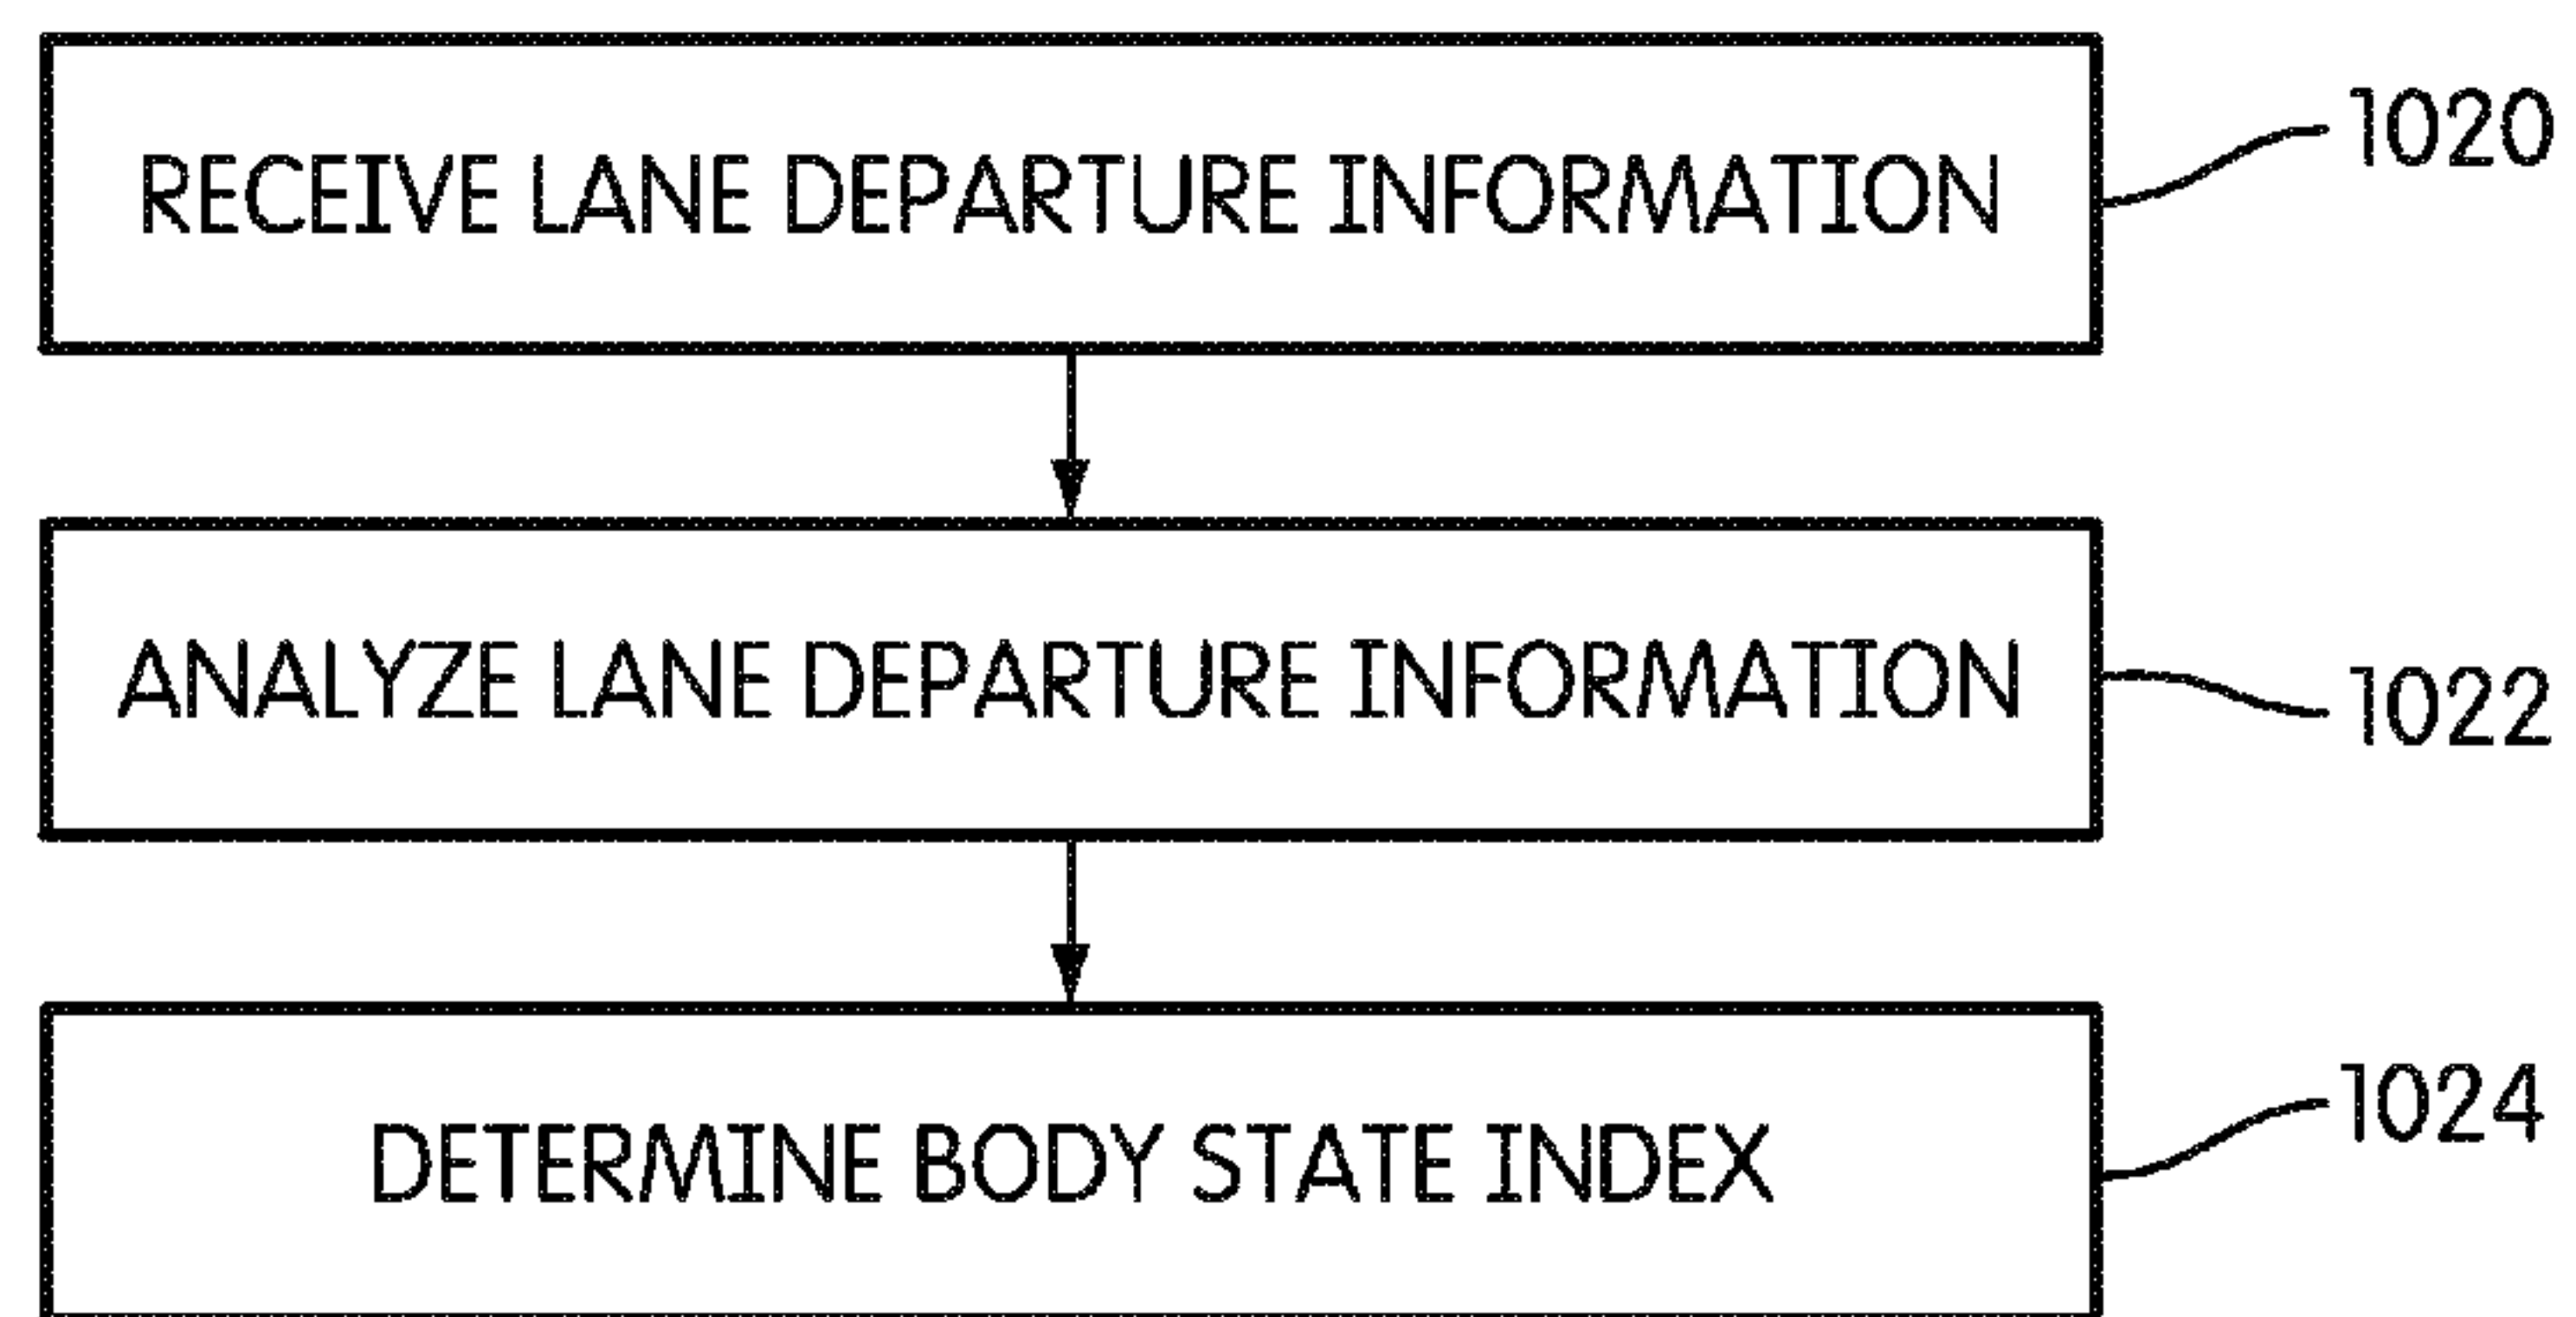 RECEIVE LANE DEPARTURE INFORMATION
1020
ANALYZE LANE DEPARTURE INFORMATION
1022
DETERMINE BODY STATE INDEX
1024